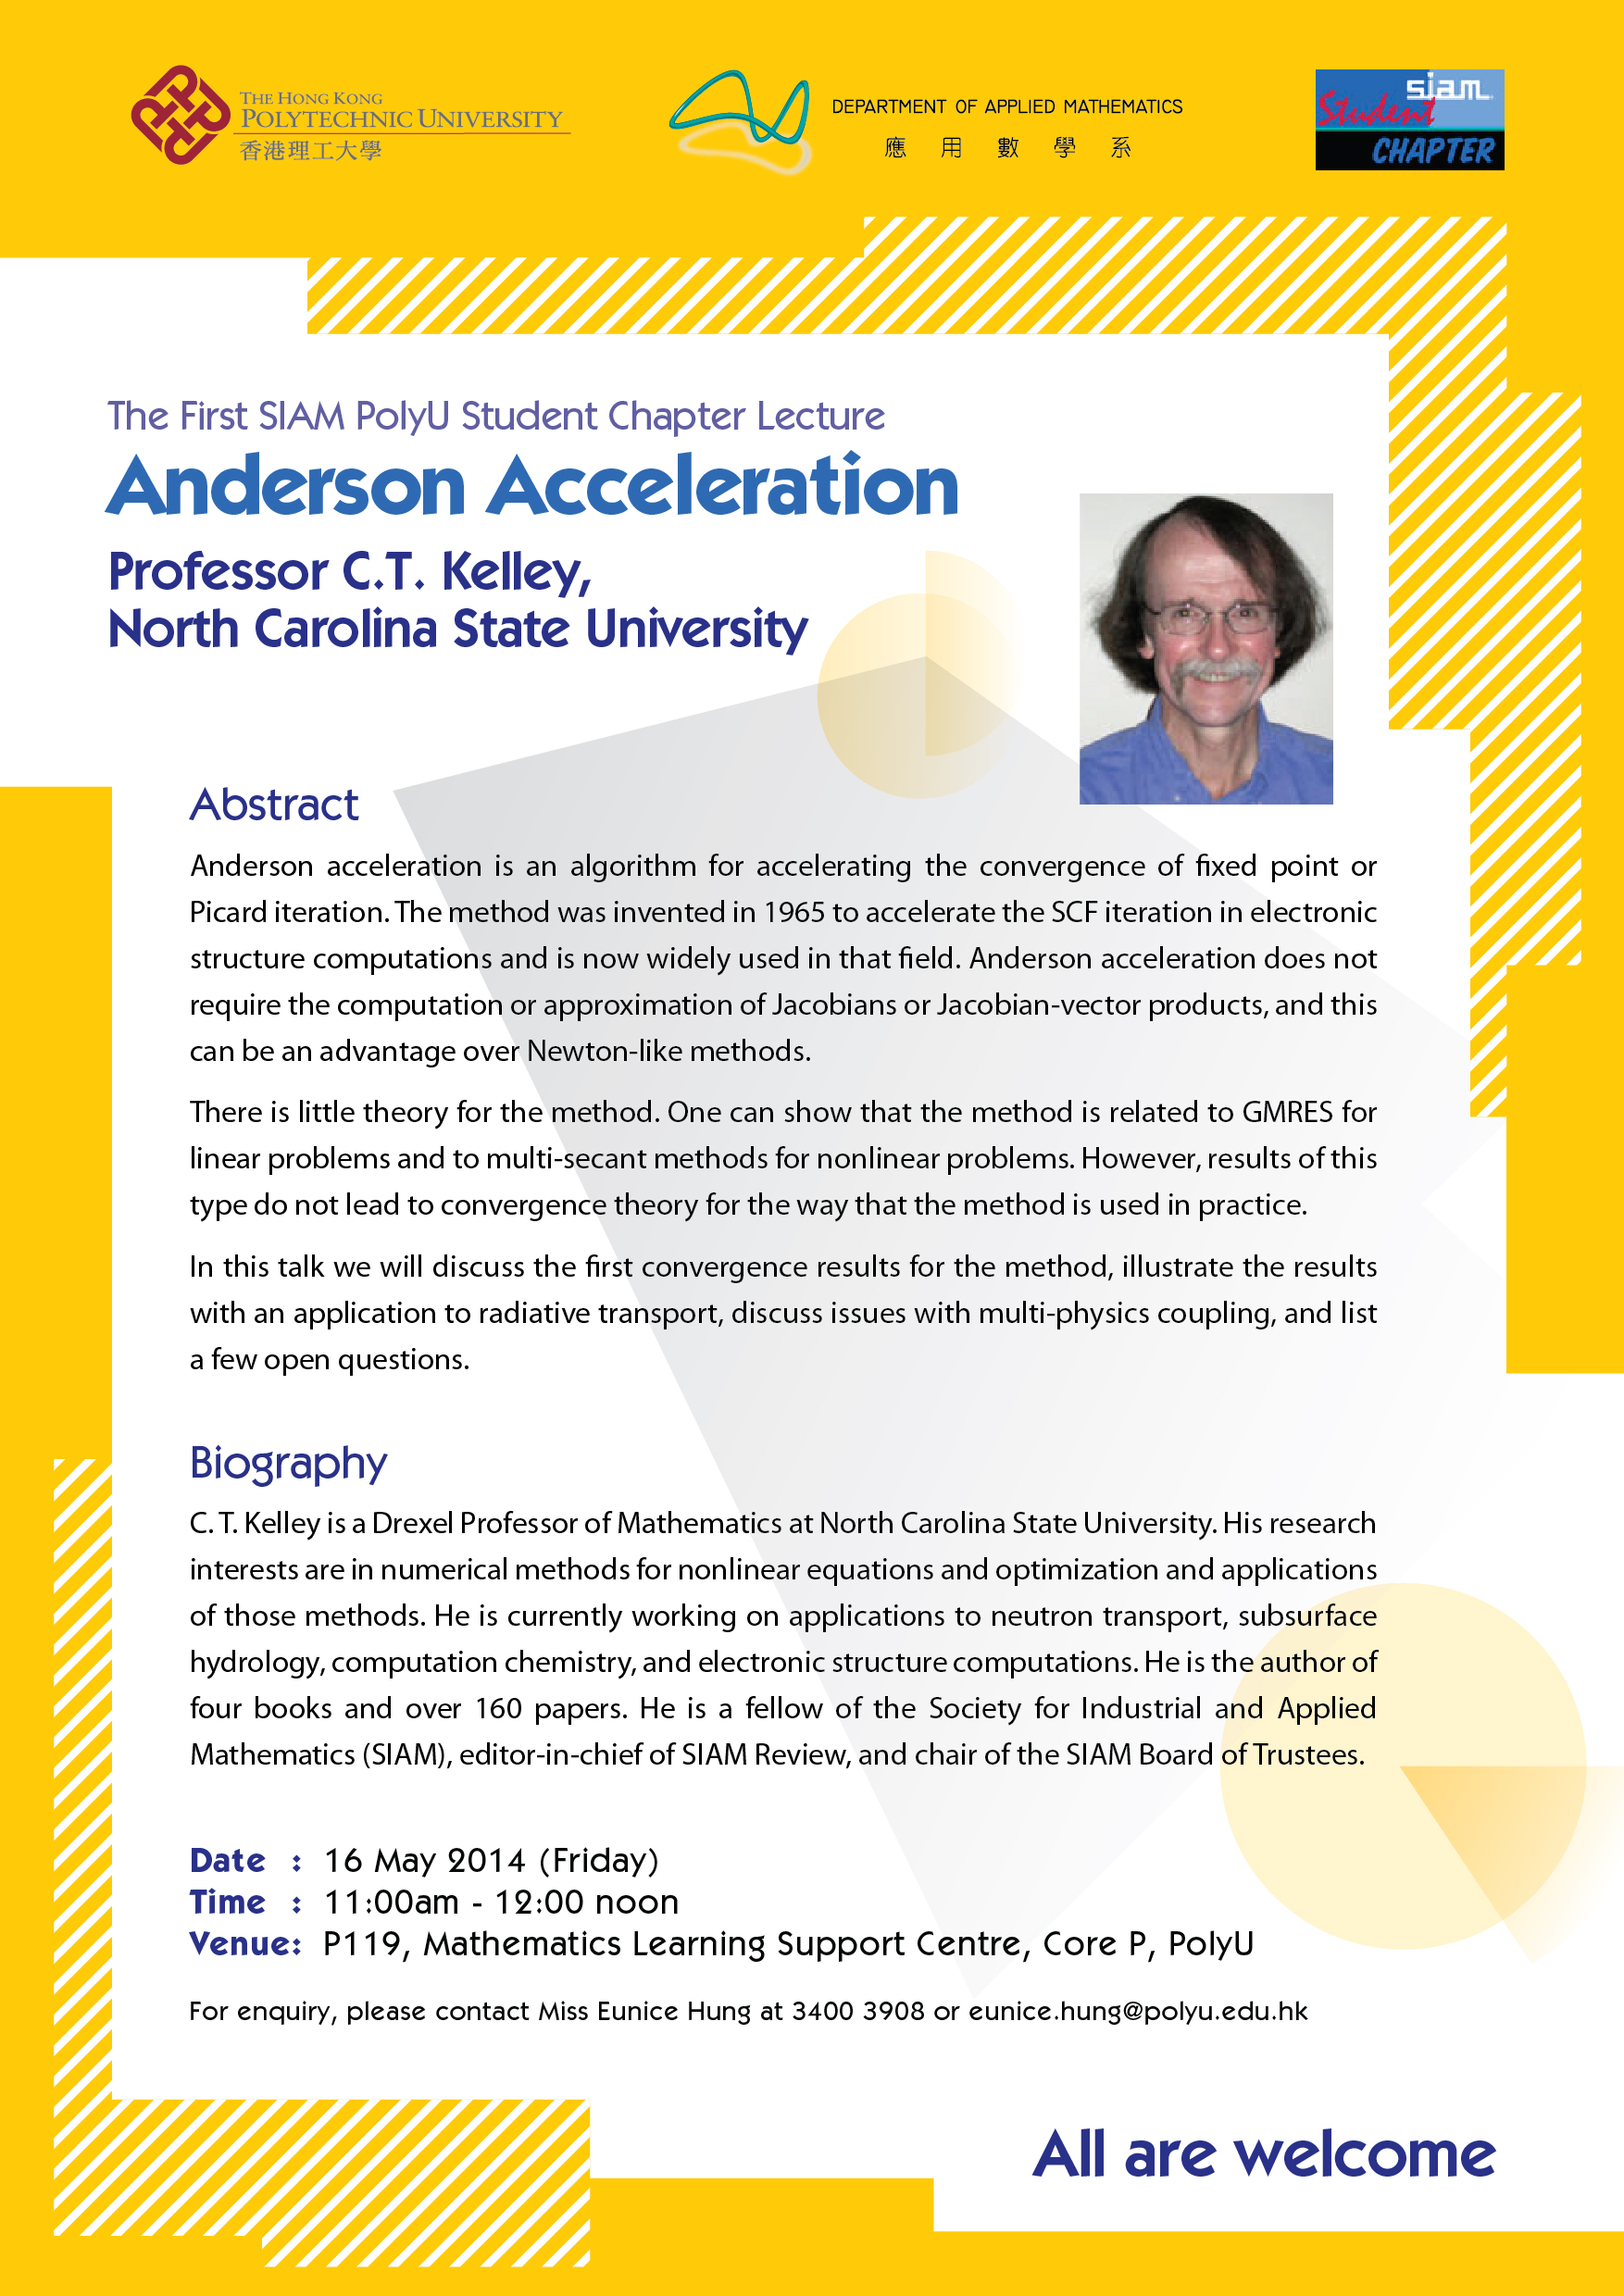 THE HONG KONG
POLYTECHNIC UNIVERSITY
香港理工大學
DEPARTMENT OF APPLIED MATHEMATICS
應用數學系
siam
Student
CHAPTER
The First SIAM PolyU Student Chapter Lecture
Anderson Acceleration
Professor C.T. Kelley,
North Carolina State University
Abstract
Anderson acceleration is an algorithm for accelerating the convergence of fixed point or
Picard iteration. The method was invented in 1965 to accelerate the SCF iteration in electronic
structure computations and is now widely used in that field. Anderson acceleration does not
require the computation or approximation of Jacobians or Jacobian-vector products, and this
can be an advantage over Newton-like methods.
There is little theory for the method. One can show that the method is related to GMRES for
linear problems and to multi-secant methods for nonlinear problems. However, results of this
type do not lead to convergence theory for the way that the method is used in practice.
In this talk we will discuss the first convergence results for the method, illustrate the results
with an application to radiative transport, discuss issues with multi-physics coupling, and list
a few open questions.
Biography
C. T. Kelley is a Drexel Professor of Mathematics at North Carolina State University. His research
interests are in numerical methods for nonlinear equations and optimization and applications
of those methods. He is currently working on applications to neutron transport, subsurface
hydrology, computation chemistry, and electronic structure computations. He is the author of
four books and over 160 papers. He is a fellow of the Society for Industrial and Applied
Mathematics (SIAM), editor-in-chief of SIAM Review, and chair of the SIAM Board of Trustees.
Date : 16 May 2014 (Friday)
Time : 11:00am - 12:00 noon
Venue: P119, Mathematics Learning Support Centre, Core P, PolyU
For enquiry, please contact Miss Eunice Hung at 3400 3908 or eunice.hung@polyu.edu.hk
All are welcome